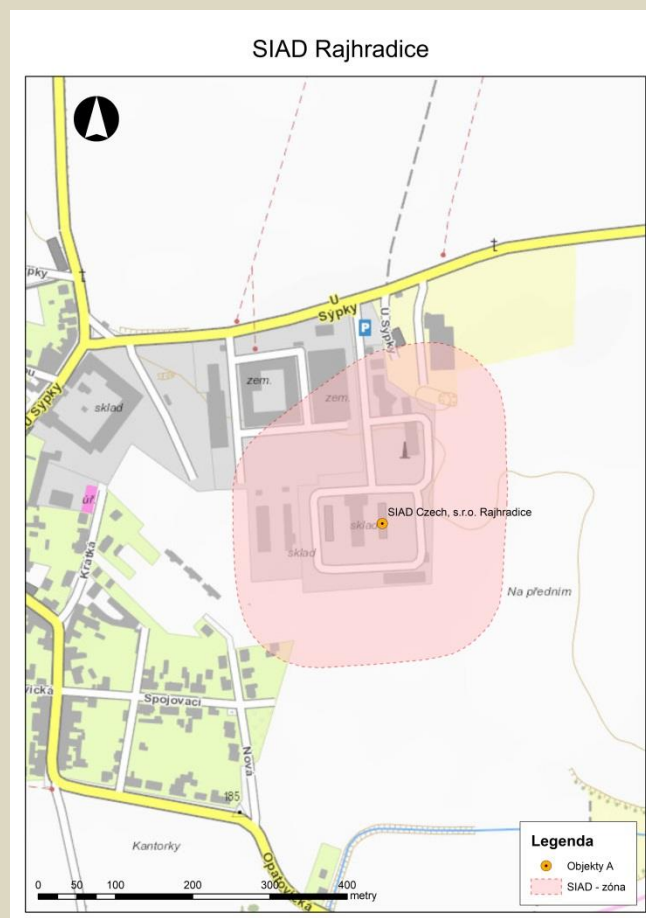 SIAD Rajhradice
U
Sýpky
P
ýpky
U Sýpky
zem.
zem.
sklad
U Sýpky
úř.
SIAD Czech, s.r.o. Rajhradice
sklad
sklad
Krátká
Na předním
Spojovací
Nová
185
Kantorky
Opatovická
Legenda
Objekty A
SIAD - zóna
0 50 100 200 300 400
metry